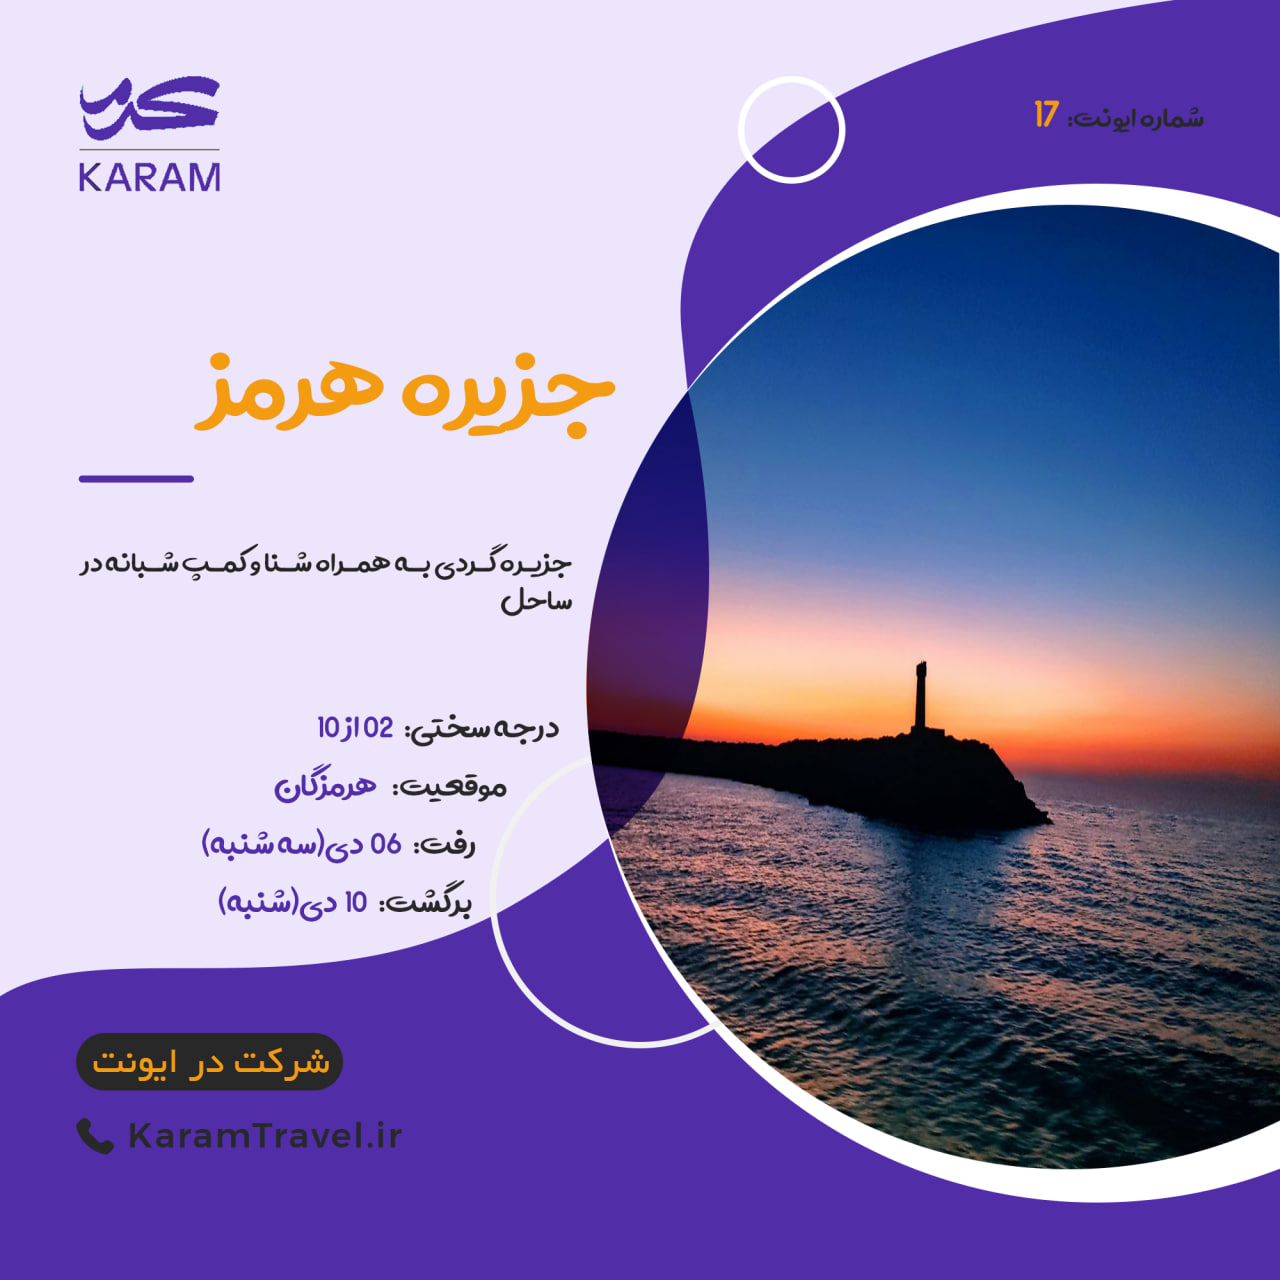 کرم
KARAM
شماره ایونت: 17
جزیره هرمز
جزیره گردی به همراه شنا و کمپ شبانه در
ساحل
درجه سختی: 02 از 10
موقعیت: هرمزگان
رفت: 06 دی(سه شنبه)
برگشت: 10 دی(شنبه)
شرکت در ایونت
KaramTravel.ir